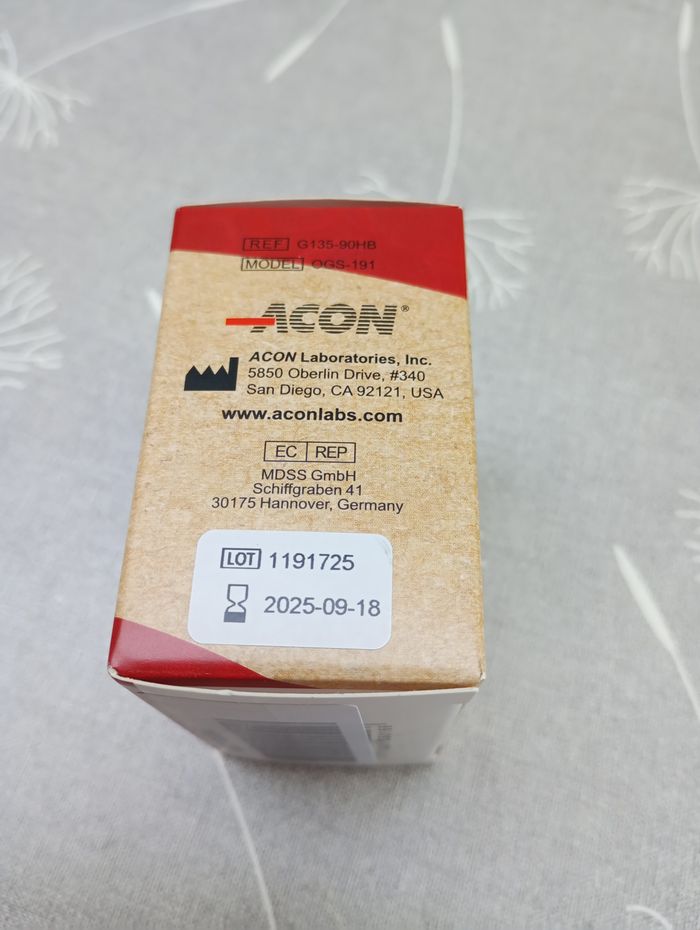 REF G135-90HB
MODEL OGS-191
ACON®
ACON Laboratories, Inc.
5850 Oberlin Drive, #340
San Diego, CA 92121, USA
www.aconlabs.com
EC REP
MDSS GmbH
Schiffgraben 41
30175 Hannover, Germany
LOT 1191725
2025-09-18